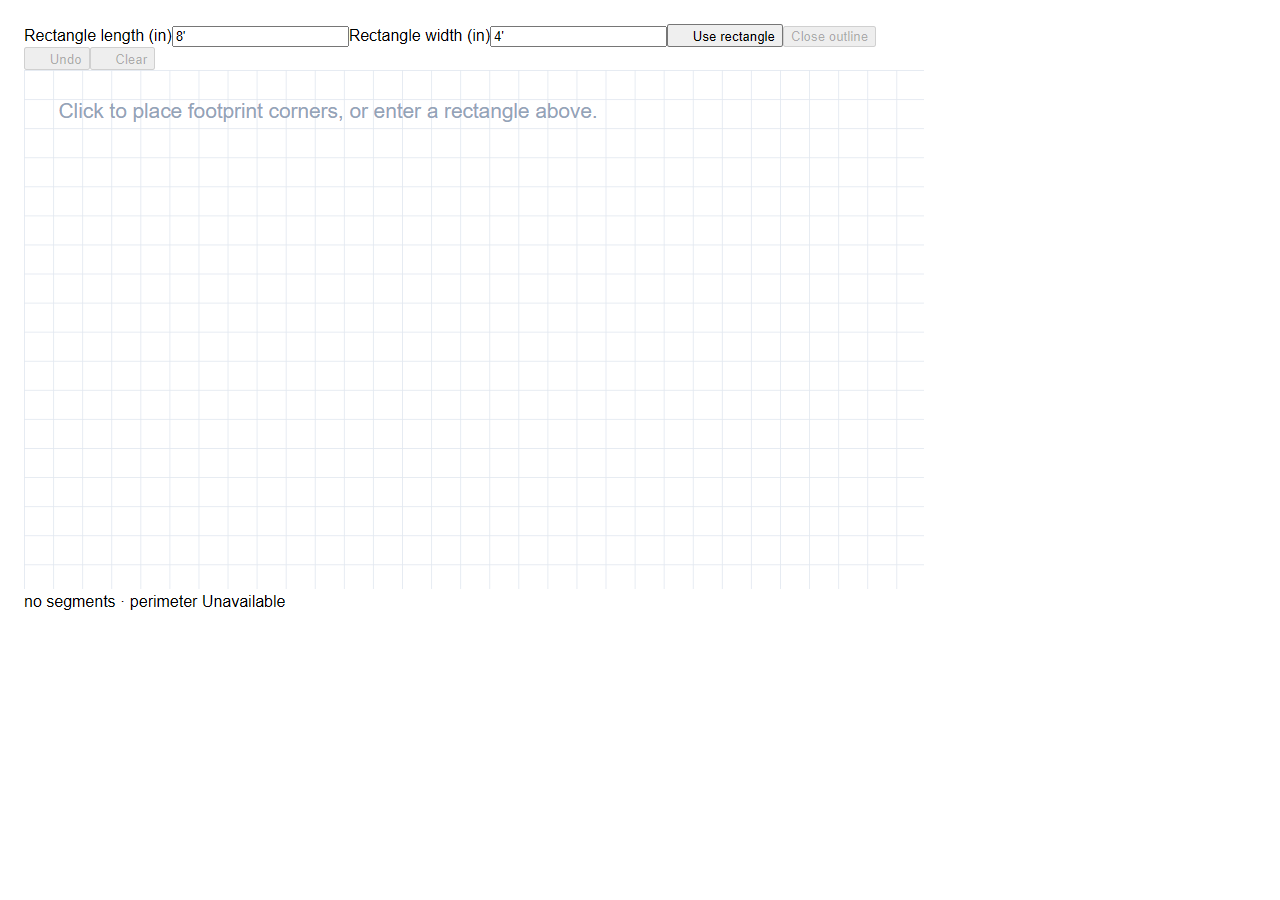 Rectangle length (in) 8' Rectangle width (in) 4' Use rectangle Close outline
Undo Clear
Click to place footprint corners, or enter a rectangle above.
no segments · perimeter Unavailable